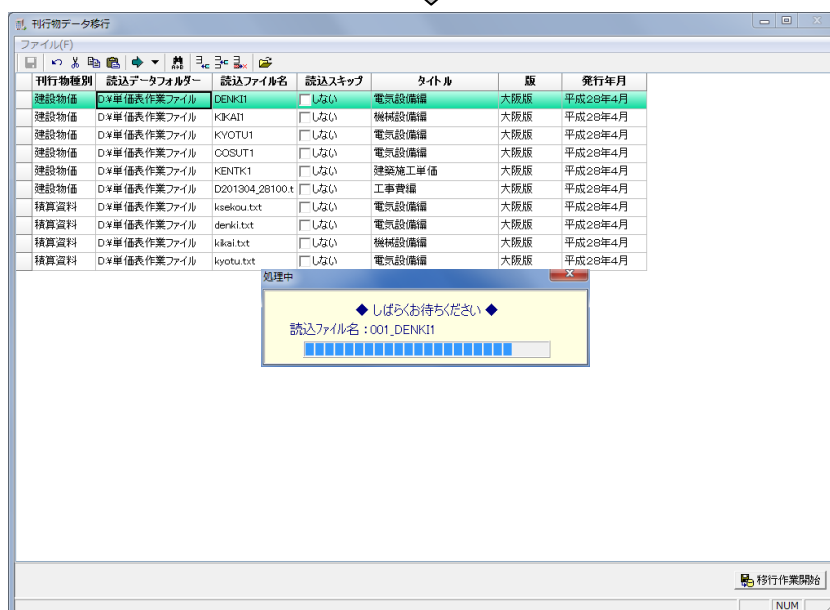 刊行物データ移行
ファイル(F)
刊行物種別 読込データフォルダー 読込ファイル名 読込スキップ タイトル 版 発行年月
建設物価 D:¥単価表作業ファイル DENKI1 しない 電気設備編 大阪版 平成28年4月
建設物価 D:¥単価表作業ファイル KIKAI1 しない 機械設備編 大阪版 平成28年4月
建設物価 D:¥単価表作業ファイル KYOTU1 しない 電気設備編 大阪版 平成28年4月
建設物価 D:¥単価表作業ファイル COSUT1 しない 電気設備編 大阪版 平成28年4月
建設物価 D:¥単価表作業ファイル KENTK1 しない 建築施工単価 大阪版 平成28年4月
建設物価 D:¥単価表作業ファイル D201304_28100.t しない 工事費編 大阪版 平成28年4月
積算資料 D:¥単価表作業ファイル ksekou.txt しない 電気設備編 大阪版 平成28年4月
積算資料 D:¥単価表作業ファイル denki.txt しない 電気設備編 大阪版 平成28年4月
積算資料 D:¥単価表作業ファイル kikai.txt しない 機械設備編 大阪版 平成28年4月
積算資料 D:¥単価表作業ファイル kyotu.txt しない 電気設備編 大阪版 平成28年4月
処理中
◆ しばらくお待ちください ◆
読込ファイル名:001_DENKI1
移行作業開始
NUM